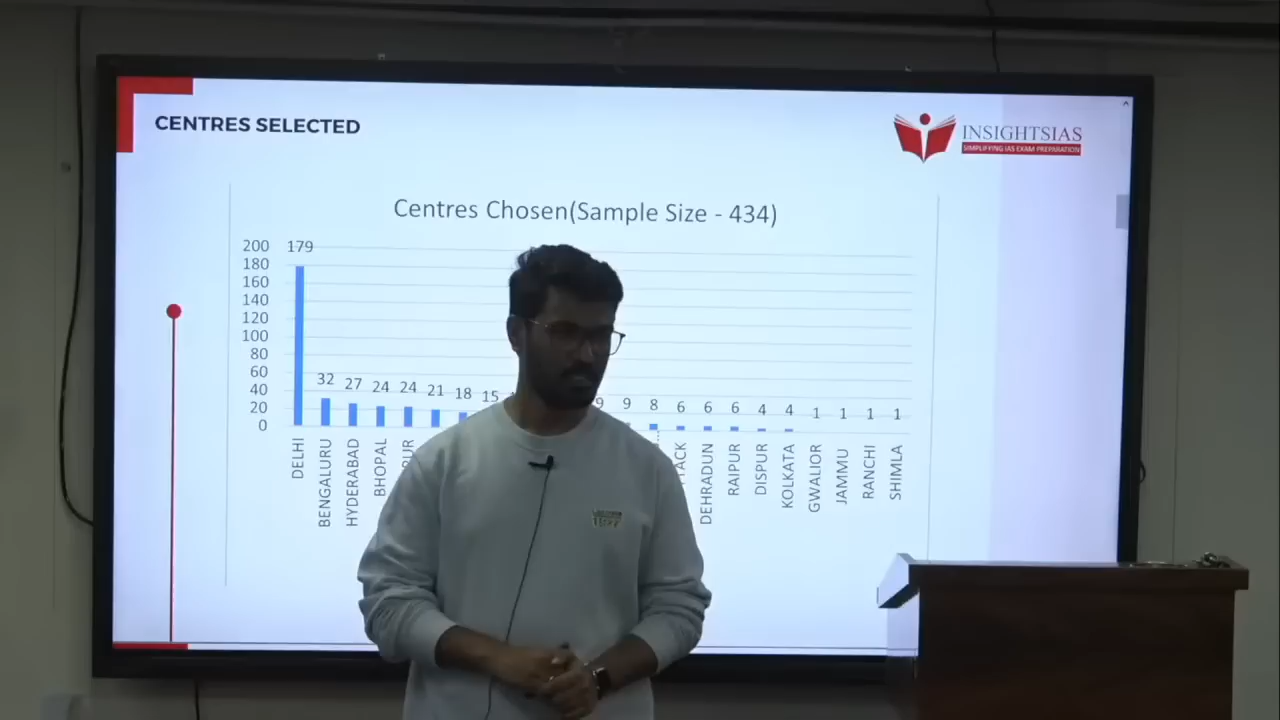 CENTRES SELECTED
INSIGHTSIAS
SIMPLIFYING IAS EXAM PREPARATION
Centres Chosen(Sample Size - 434)
200
180
160
140
120
100
80
60
40
20
0
179
32
27
24
24
21
18
15
9
9
8
6
6
6
4
4
1
1
1
1
DELHI
BENGALURU
HYDERABAD
BHOPAL
DEHRADUN
RAIPUR
DISPUR
KOLKATA
GWALIOR
JAMMU
RANCHI
SHIMLA